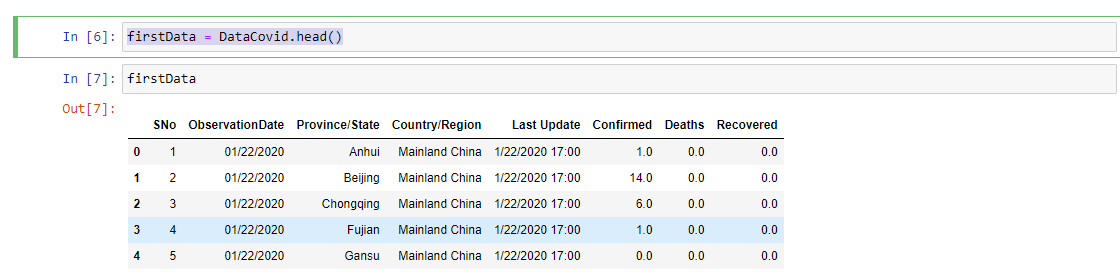 In [6]: firstData = DataCovid.head()
In [7]: firstData
Out[7]:
SNo ObservationDate Province/State Country/Region Last Update Confirmed Deaths Recovered
0 1 01/22/2020 Anhui Mainland China 1/22/2020 17:00 1.0 0.0 0.0
1 2 01/22/2020 Beijing Mainland China 1/22/2020 17:00 14.0 0.0 0.0
2 3 01/22/2020 Chongqing Mainland China 1/22/2020 17:00 6.0 0.0 0.0
3 4 01/22/2020 Fujian Mainland China 1/22/2020 17:00 1.0 0.0 0.0
4 5 01/22/2020 Gansu Mainland China 1/22/2020 17:00 0.0 0.0 0.0